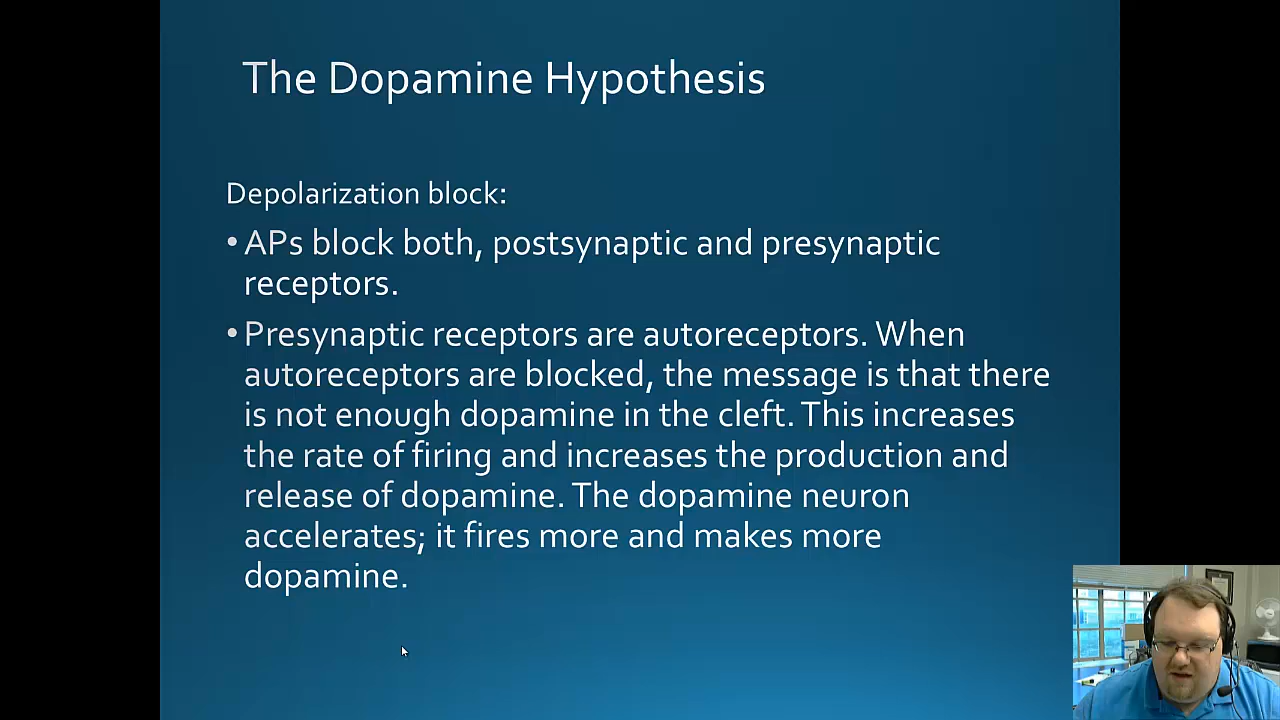 The Dopamine Hypothesis
Depolarization block:
•APs block both, postsynaptic and presynaptic
receptors.
•Presynaptic receptors are autoreceptors. When
autoreceptors are blocked, the message is that there
is not enough dopamine in the cleft. This increases
the rate of firing and increases the production and
release of dopamine. The dopamine neuron
accelerates; it fires more and makes more
dopamine.